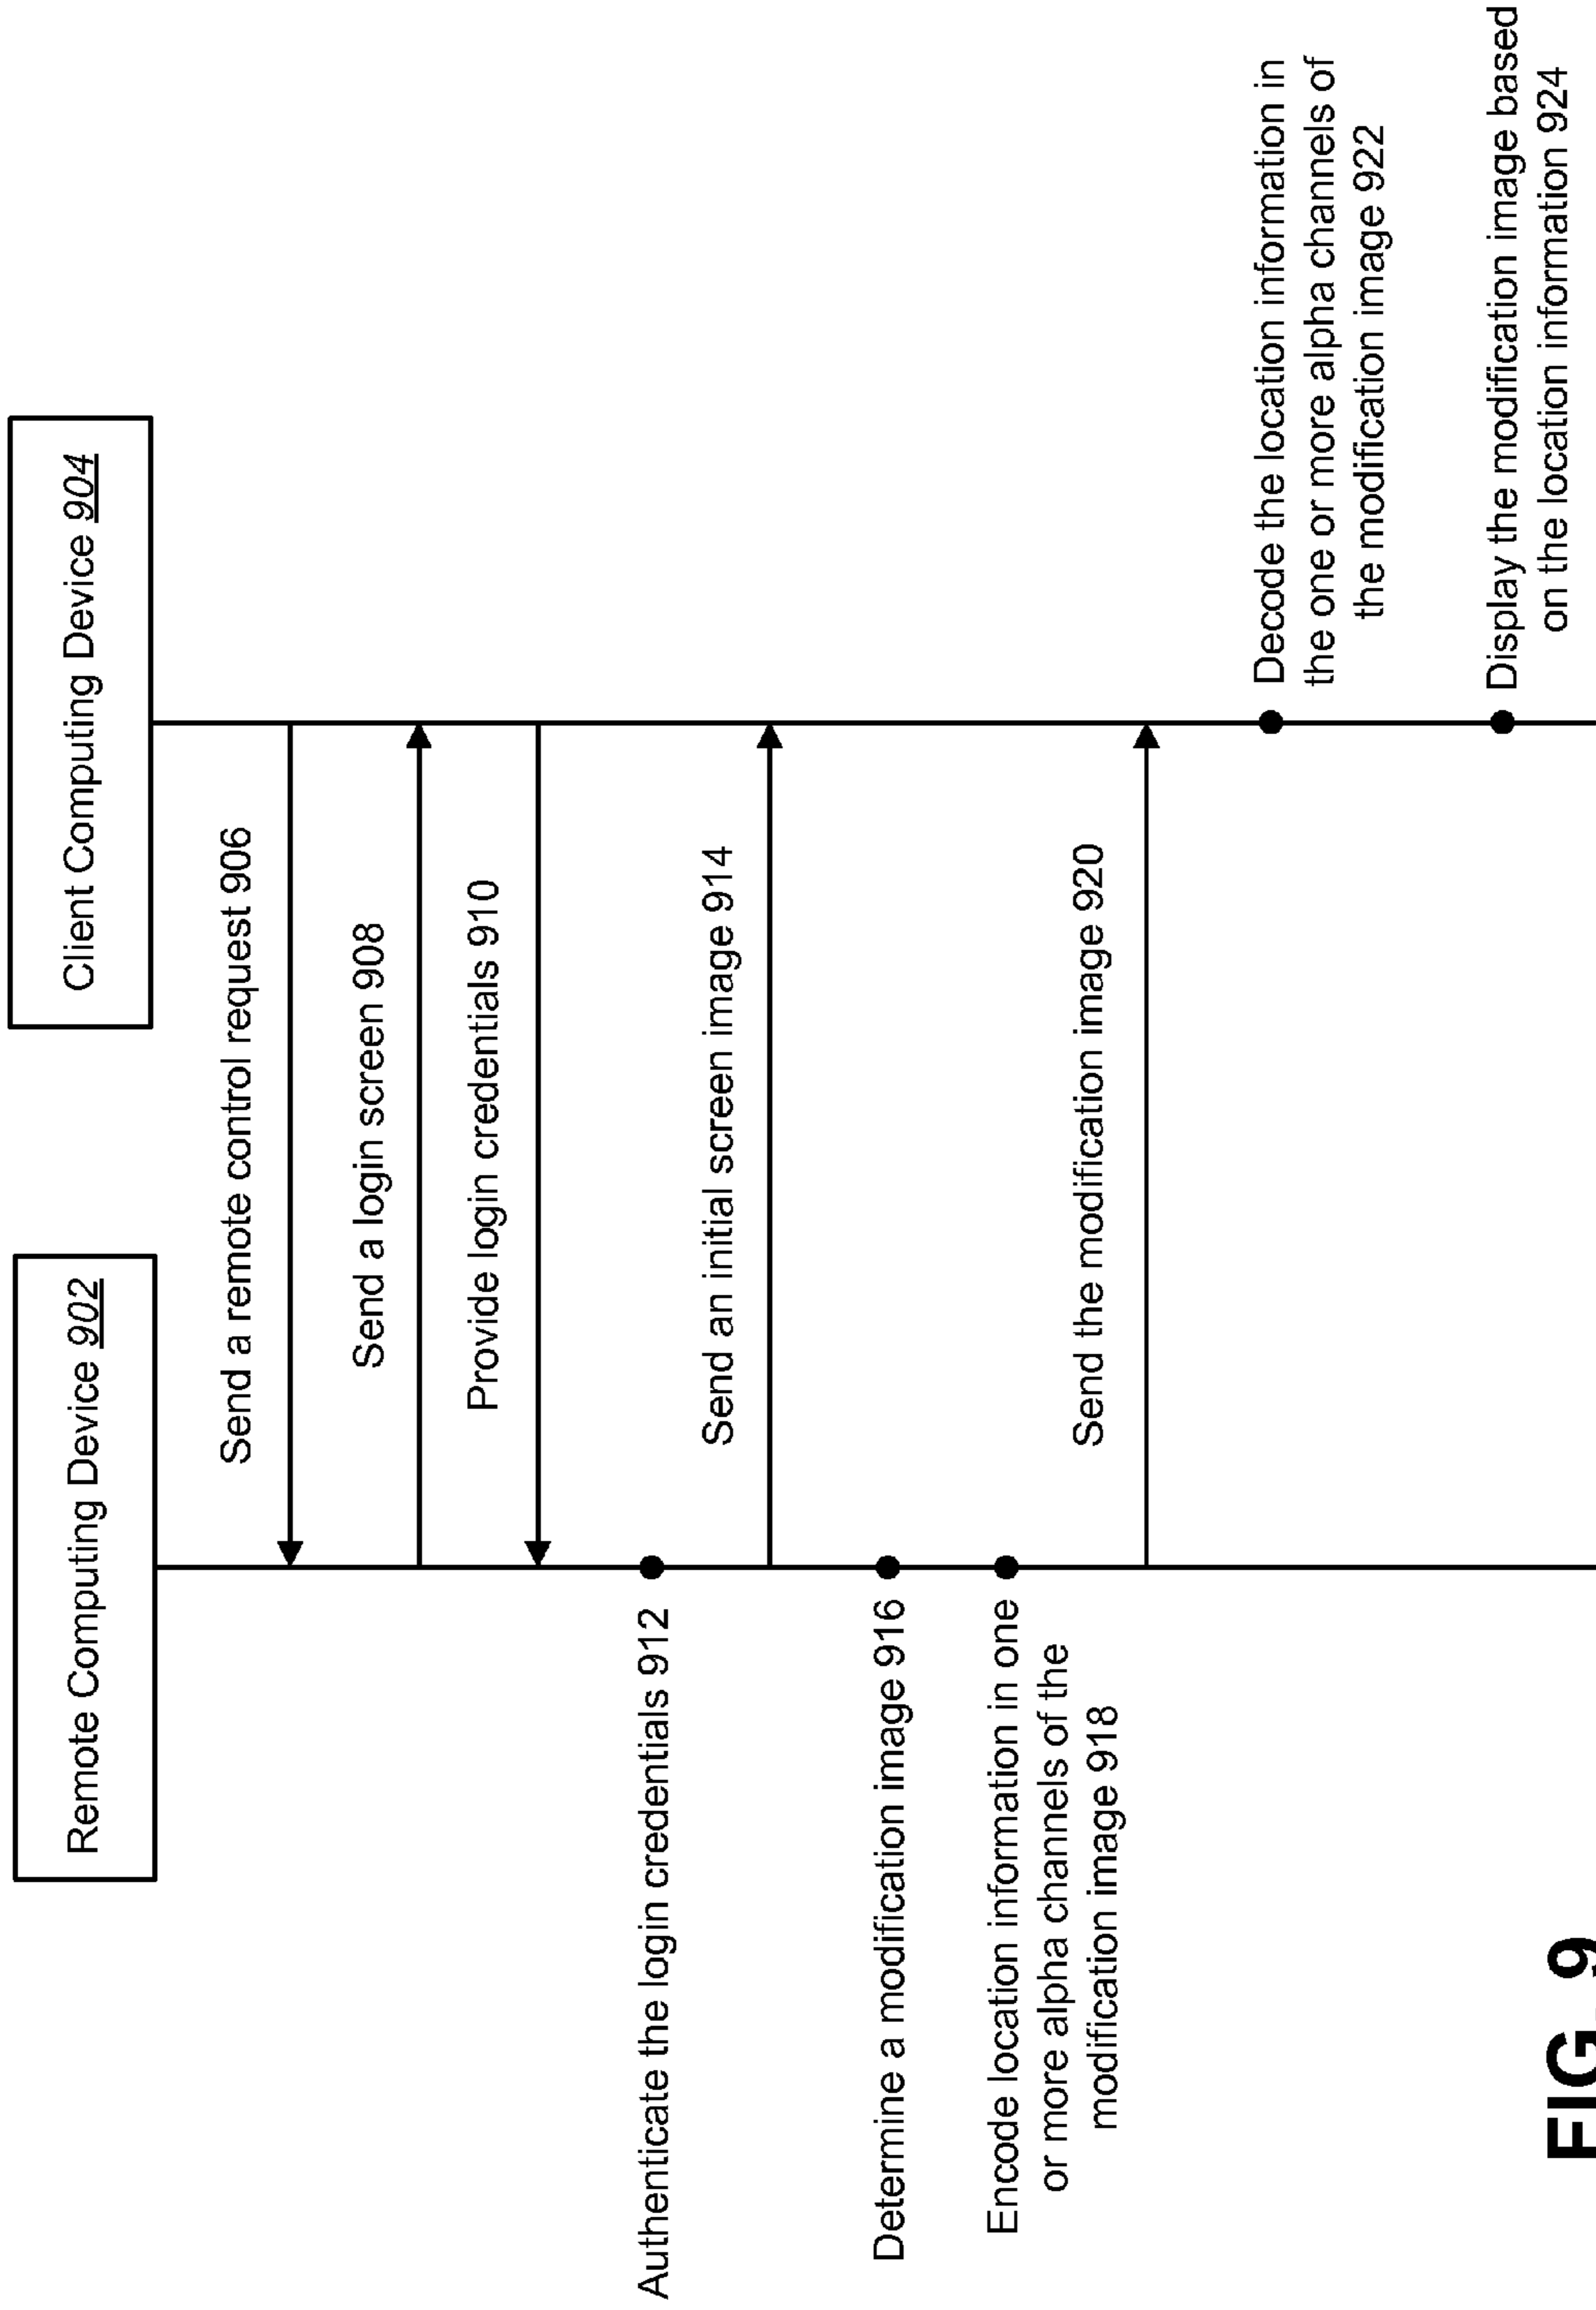 Remote Computing Device 902
Client Computing Device 904
Send a remote control request 906
Send a login screen 908
Provide login credentials 910
Authenticate the login credentials 912
Send an initial screen image 914
Determine a modification image 916
Encode location information in one
or more alpha channels of the
modification image 918
Send the modification image 920
Decode the location information in
the one or more alpha channels of
the modification image 922
Display the modification image based
on the location information 924
FIG. 9